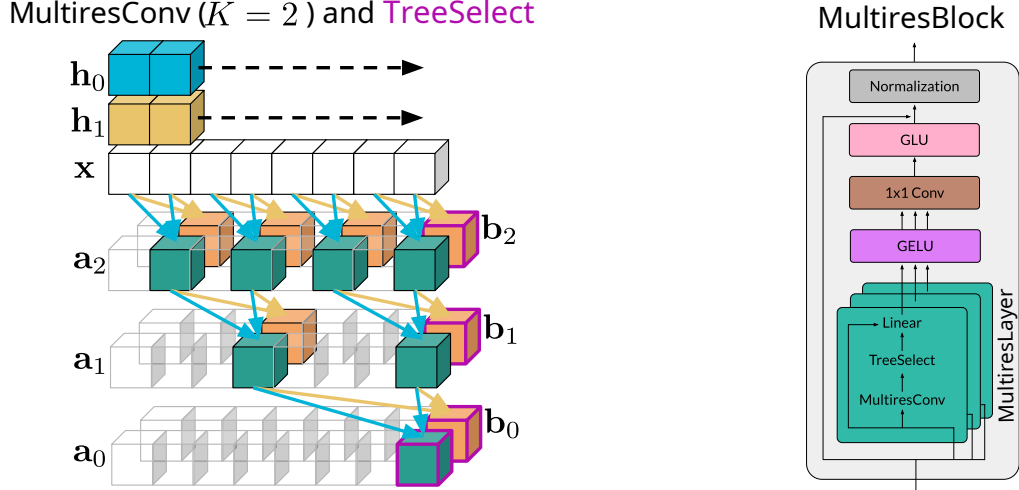 MultiresConv (K = 2 ) and TreeSelect
h0
h1
x
b2
a2
b1
a1
b0
a0
MultiresBlock
Normalization
GLU
1x1 Conv
GELU
Linear
TreeSelect
MultiresConv
MultiresLayer